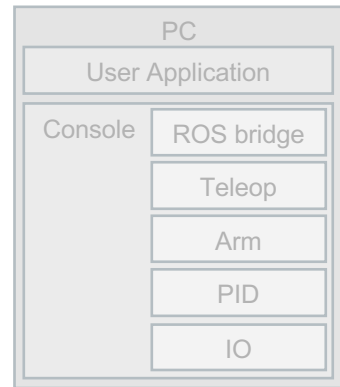 PC
User Application
Console
ROS bridge
Teleop
Arm
PID
IO